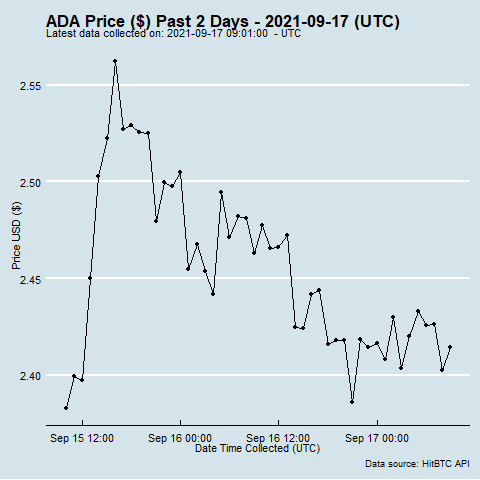 ADA Price ($) Past 2 Days - 2021-09-17 (UTC)
Latest data collected on: 2021-09-17 09:01:00 - UTC
2.55
2.50
2.45
2.40
Price USD ($)
Sep 15 12:00 Sep 16 00:00 Sep 16 12:00 Sep 17 00:00
Date Time Collected (UTC)
Data source: HitBTC API